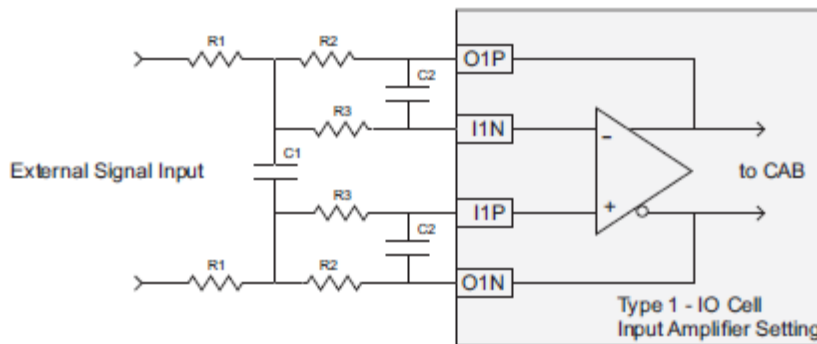 R1
R2
O1P
C2
R3
I1N
−
External Signal Input
C1
to CAB
R3
I1P
+
C2
R1
R2
O1N
Type 1 - IO Cell
Input Amplifier Setting